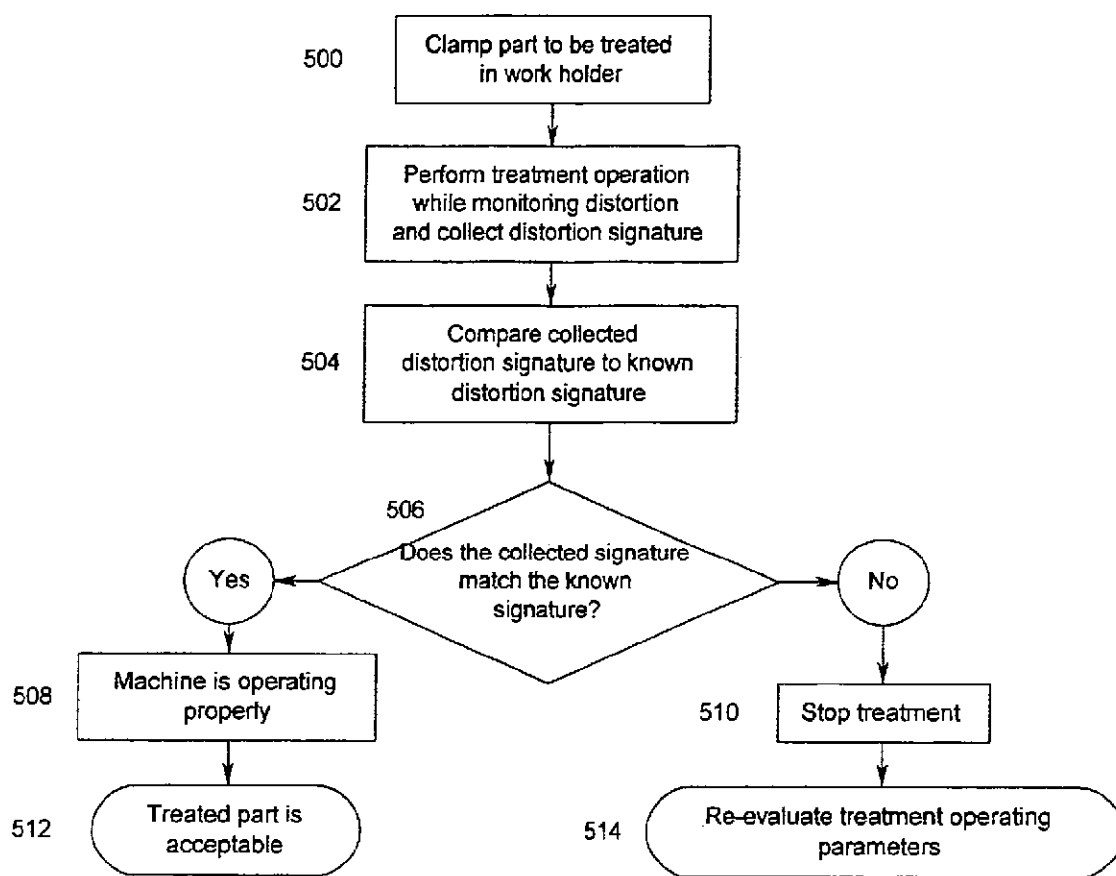 500
Clamp part to be treated
in work holder
502
Perform treatment operation
while monitoring distortion
and collect distortion signature
504
Compare collected
distortion signature to known
distortion signature
506
Does the collected signature
match the known
signature?
Yes
No
508
Machine is operating
properly
510
Stop treatment
512
Treated part is
acceptable
514
Re-evaluate treatment operating
parameters